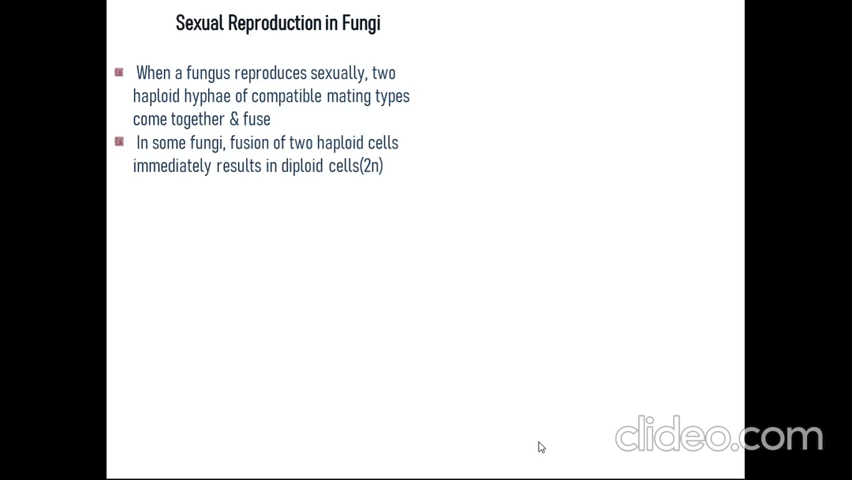 Sexual Reproduction in Fungi
When a fungus reproduces sexually, two
haploid hyphae of compatible mating types
come together & fuse
In some fungi, fusion of two haploid cells
immediately results in diploid cells(2n)
clideo.com